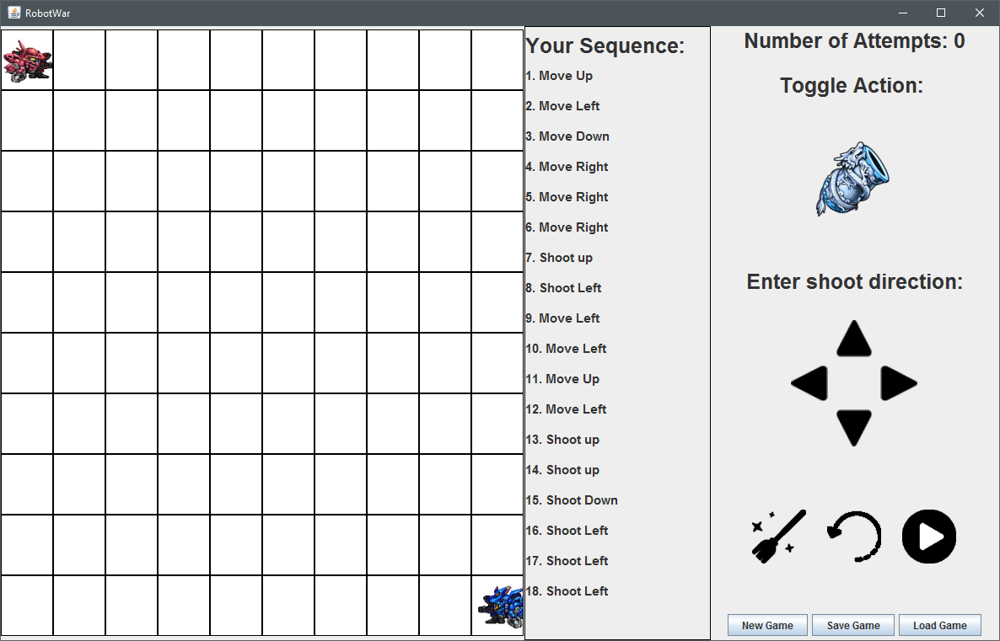 RobotWar
Your Sequence:
1. Move Up
2. Move Left
3. Move Down
4. Move Right
5. Move Right
6. Move Right
7. Shoot up
8. Shoot Left
9. Move Left
10. Move Left
11. Move Up
12. Move Left
13. Shoot up
14. Shoot up
15. Shoot Down
16. Shoot Left
17. Shoot Left
18. Shoot Left
Number of Attempts: 0
Toggle Action:
Enter shoot direction:
New Game Save Game Load Game